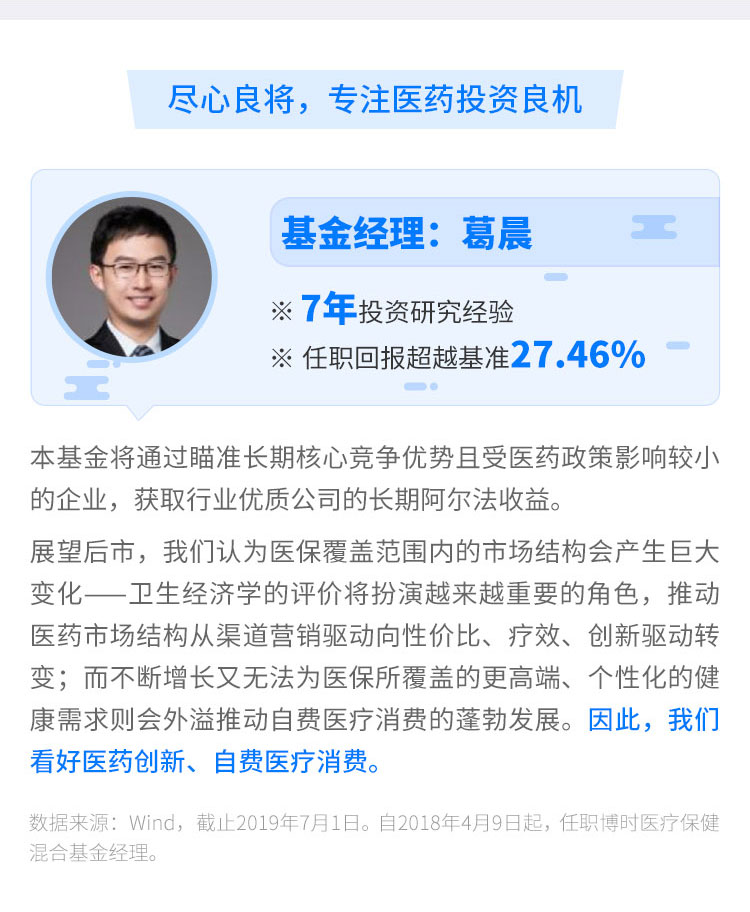 尽心良将，专注医药投资良机
基金经理：葛晨
※ 7年投资研究经验
※ 任职回报超越基准27.46%
本基金将通过瞄准长期核心竞争优势且受医药政策影响较小
的企业，获取行业优质公司的长期阿尔法收益。
展望后市，我们认为医保覆盖范围内的市场结构会产生巨大
变化——卫生经济学的评价将扮演越来越重要的角色，推动
医药市场结构从渠道营销驱动向性价比、疗效、创新驱动转
变；而不断增长又无法为医保所覆盖的更高端、个性化的健
康需求则会外溢推动自费医疗消费的蓬勃发展。因此，我们
看好医药创新、自费医疗消费。
数据来源：Wind，截止2019年7月1日。自2018年4月9日起，任职博时医疗保健
混合基金经理。